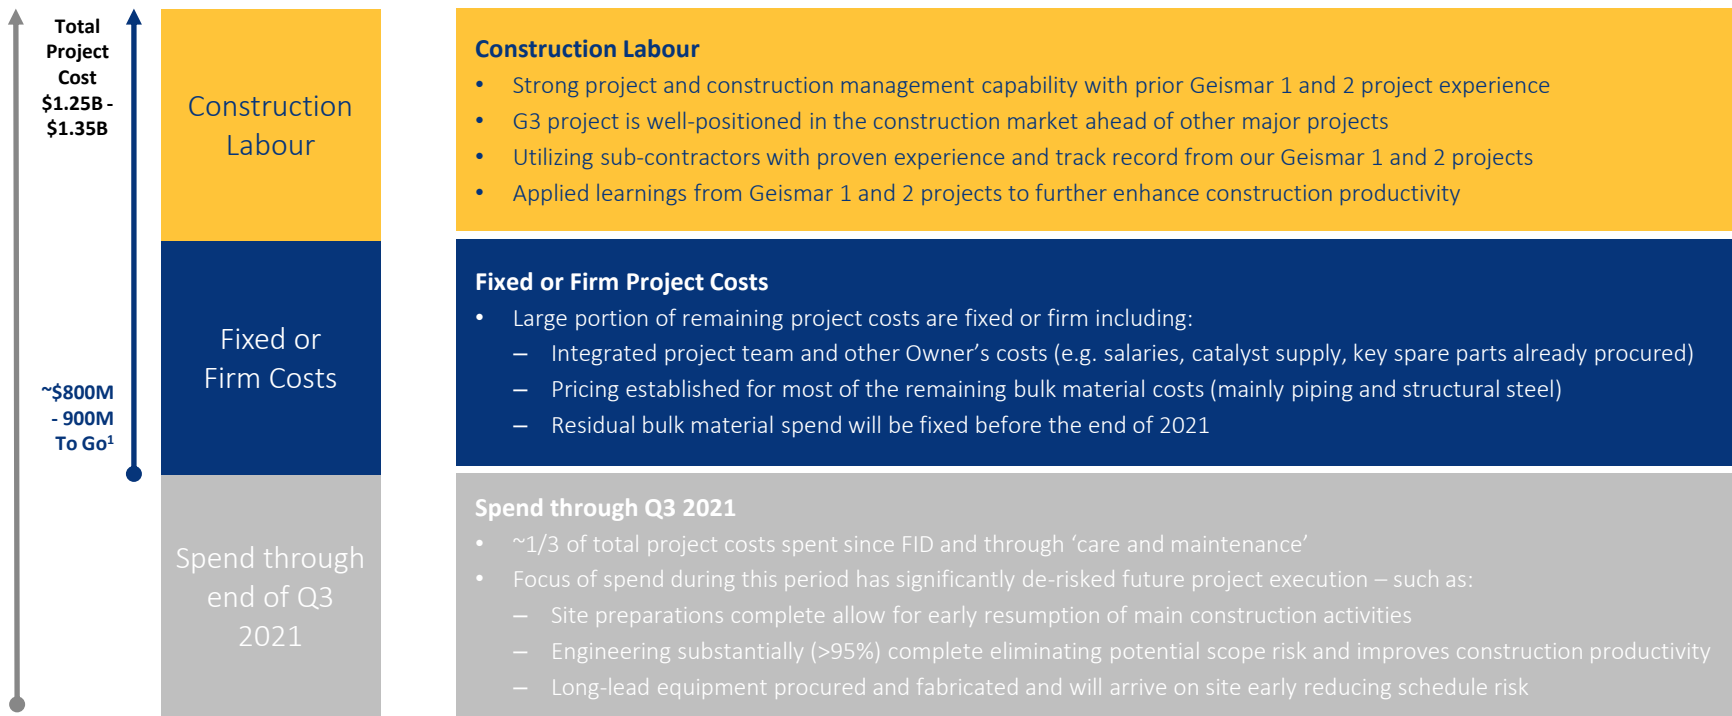 Total
Project
Cost
$1.25B -
$1.35B
~$800M
- 900M
To Go¹
Construction
Labour
Fixed or
Firm Costs
Spend through
end of Q3
2021
Construction Labour
• Strong project and construction management capability with prior Geismar 1 and 2 project experience
• G3 project is well-positioned in the construction market ahead of other major projects
• Utilizing sub-contractors with proven experience and track record from our Geismar 1 and 2 projects
• Applied learnings from Geismar 1 and 2 projects to further enhance construction productivity
Fixed or Firm Project Costs
• Large portion of remaining project costs are fixed or firm including:
– Integrated project team and other Owner’s costs (e.g. salaries, catalyst supply, key spare parts already procured)
– Pricing established for most of the remaining bulk material costs (mainly piping and structural steel)
– Residual bulk material spend will be fixed before the end of 2021
Spend through Q3 2021
• ~1/3 of total project costs spent since FID and through ‘care and maintenance’
• Focus of spend during this period has significantly de-risked future project execution – such as:
– Site preparations complete allow for early resumption of main construction activities
– Engineering substantially (>95%) complete eliminating potential scope risk and improves construction productivity
– Long-lead equipment procured and fabricated and will arrive on site early reducing schedule risk